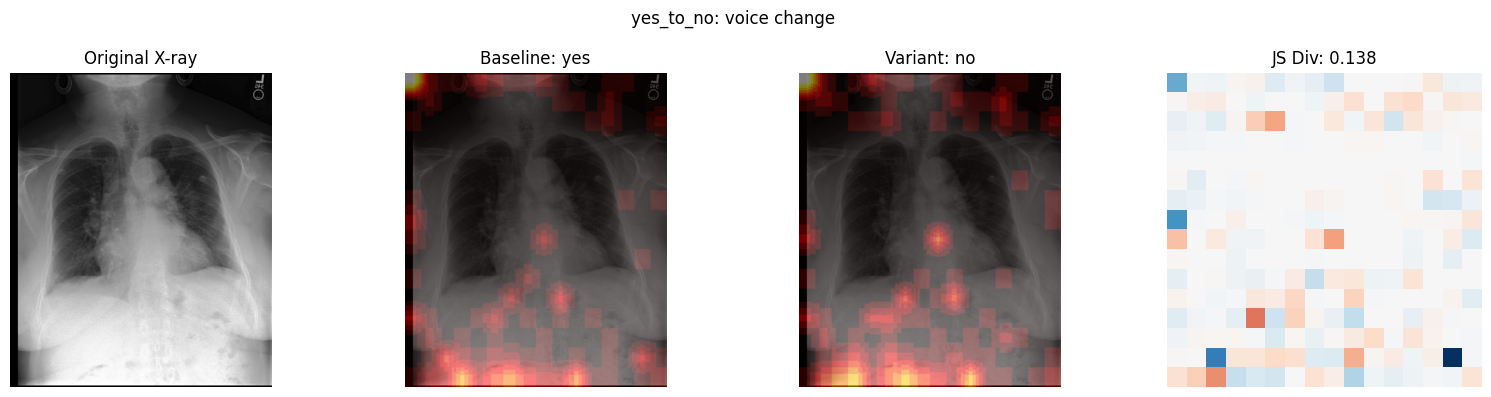 yes_to_no: voice change
Original X-ray
Baseline: yes
Variant: no
JS Div: 0.138